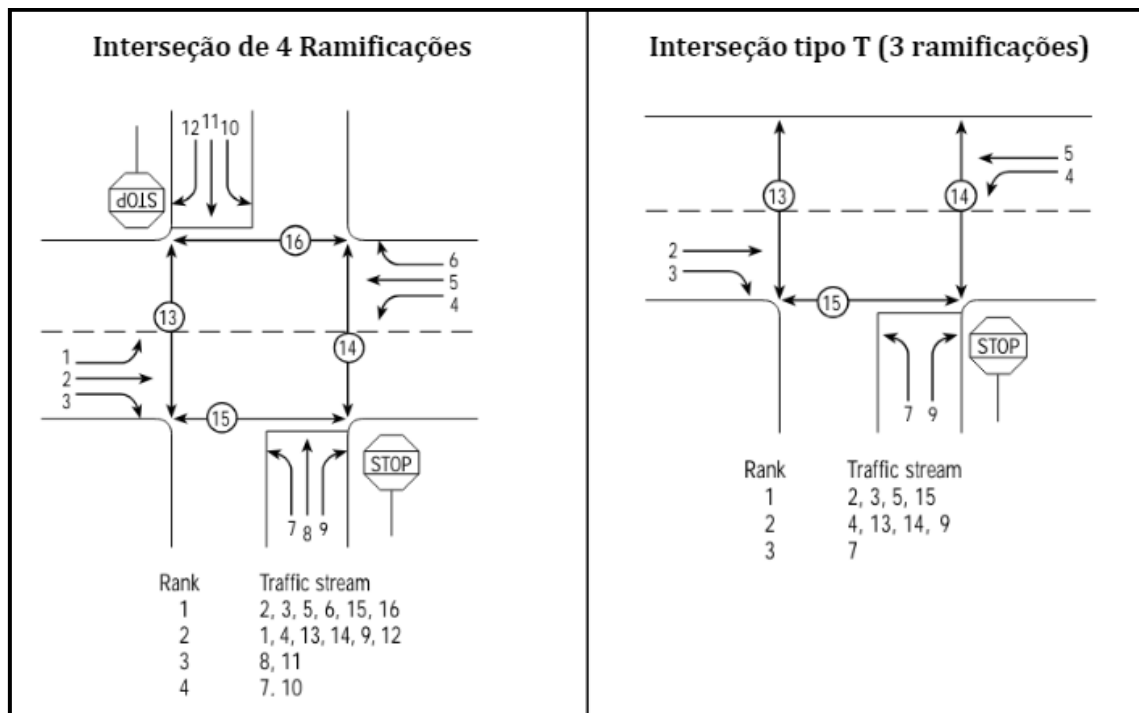 Interseção de 4 Ramificações
12 11 10
STOP
16
13
6
5
4
14
1
2
3
15
STOP
7 8 9
Rank Traffic stream
1 2, 3, 5, 6, 15, 16
2 1, 4, 13, 14, 9, 12
3 8, 11
4 7. 10
Interseção tipo T (3 ramificações)
5
4
13
14
2
3
15
STOP
7 9
Rank Traffic stream
1 2, 3, 5, 15
2 4, 13, 14, 9
3 7